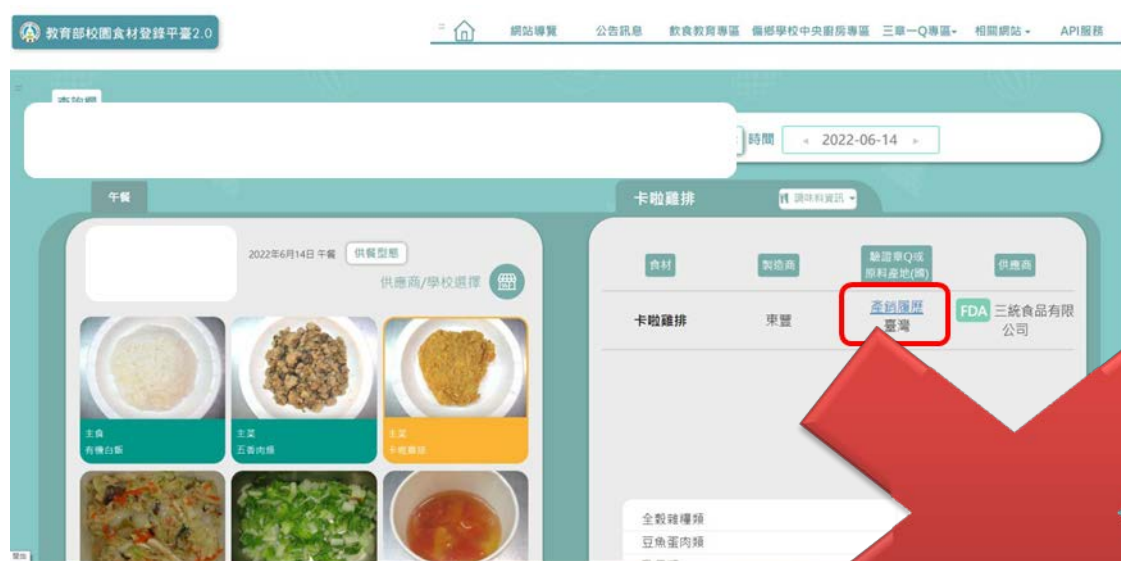 教育部校園食材登錄平臺2.0
網站導覽 公告訊息 飲食教育專區 偏鄉學校中央廚房專區 三章一Q專區 相關網站 API服務
時間 2022-06-14
午餐
2022年6月14日 午餐 供餐型態
供應商/學校選擇
主食
有機白飯
主菜
五香肉燥
主菜
卡啦雞排
卡啦雞排 調味料資訊
食材 製造商 驗證章Q或原料產地(國) 供應商
卡啦雞排 東豐 產銷履歷 臺灣 FDA 三統食品有限公司
全穀雜糧類
豆魚蛋肉類